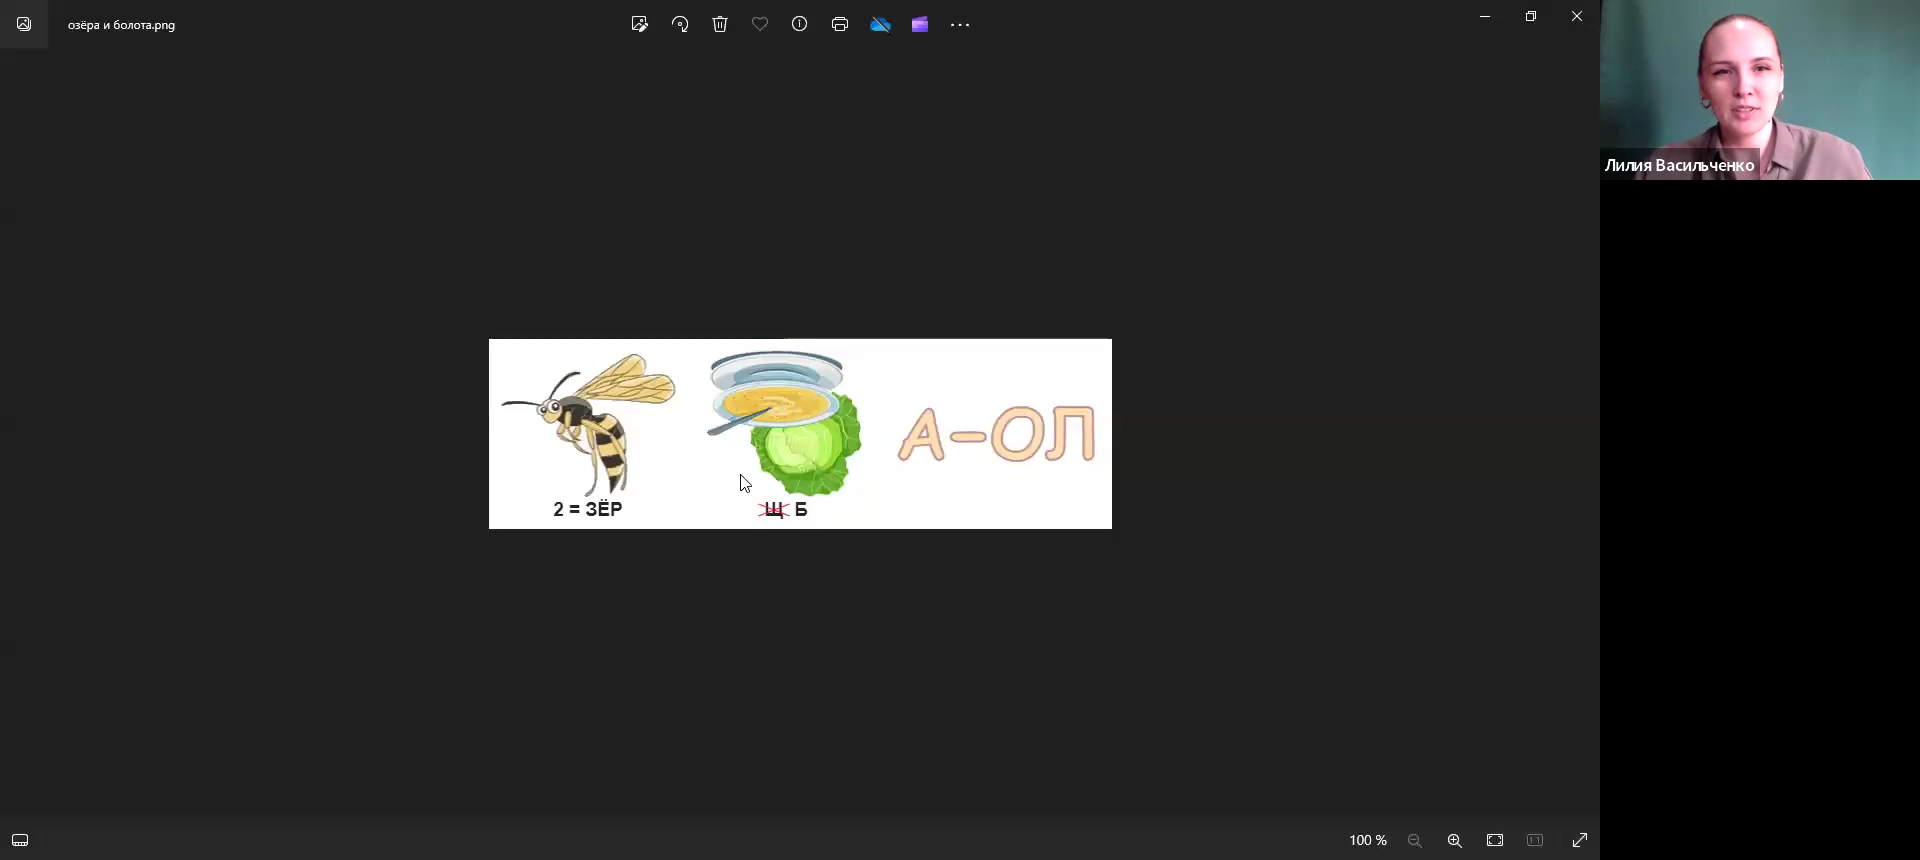 озёра и болота.png
Лилия Васильченко
А-ОЛ
2 = ЗЁР
Щ Б
100 %